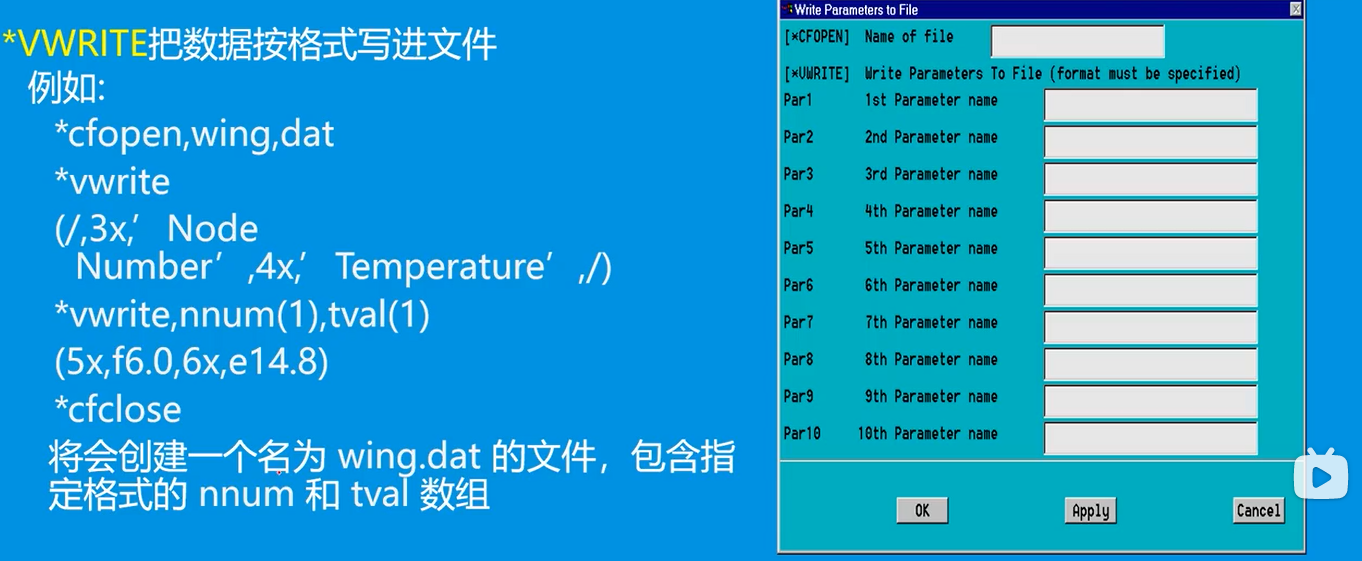 *VWRITE把数据按格式写进文件
例如:
*cfopen,wing,dat
*vwrite
(/,3x,’ Node
Number’ ,4x,’ Temperature’ ,/)
*vwrite,nnum(1),tval(1)
(5x,f6.0,6x,e14.8)
*cfclose
将会创建一个名为 wing.dat 的文件，包含指
定格式的 nnum 和 tval 数组
Write Parameters to File
[*CFOPEN] Name of file
[*VWRITE] Write Parameters To File (format must be specified)
Par1 1st Parameter name
Par2 2nd Parameter name
Par3 3rd Parameter name
Par4 4th Parameter name
Par5 5th Parameter name
Par6 6th Parameter name
Par7 7th Parameter name
Par8 8th Parameter name
Par9 9th Parameter name
Par10 10th Parameter name
OK Apply Cancel